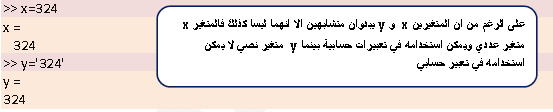 >> x=324
x =
324
>> y='324'
y =
324
على الرغم من ان المتغيرين x و y يبدوان متشابهين الا انهما ليسا كذلك فالمتغير x
متغير عددي ويمكن استخدامه في تعبيرات حسابية بينما y متغير نصي لا يمكن
استخدامه في تعبير حسابي